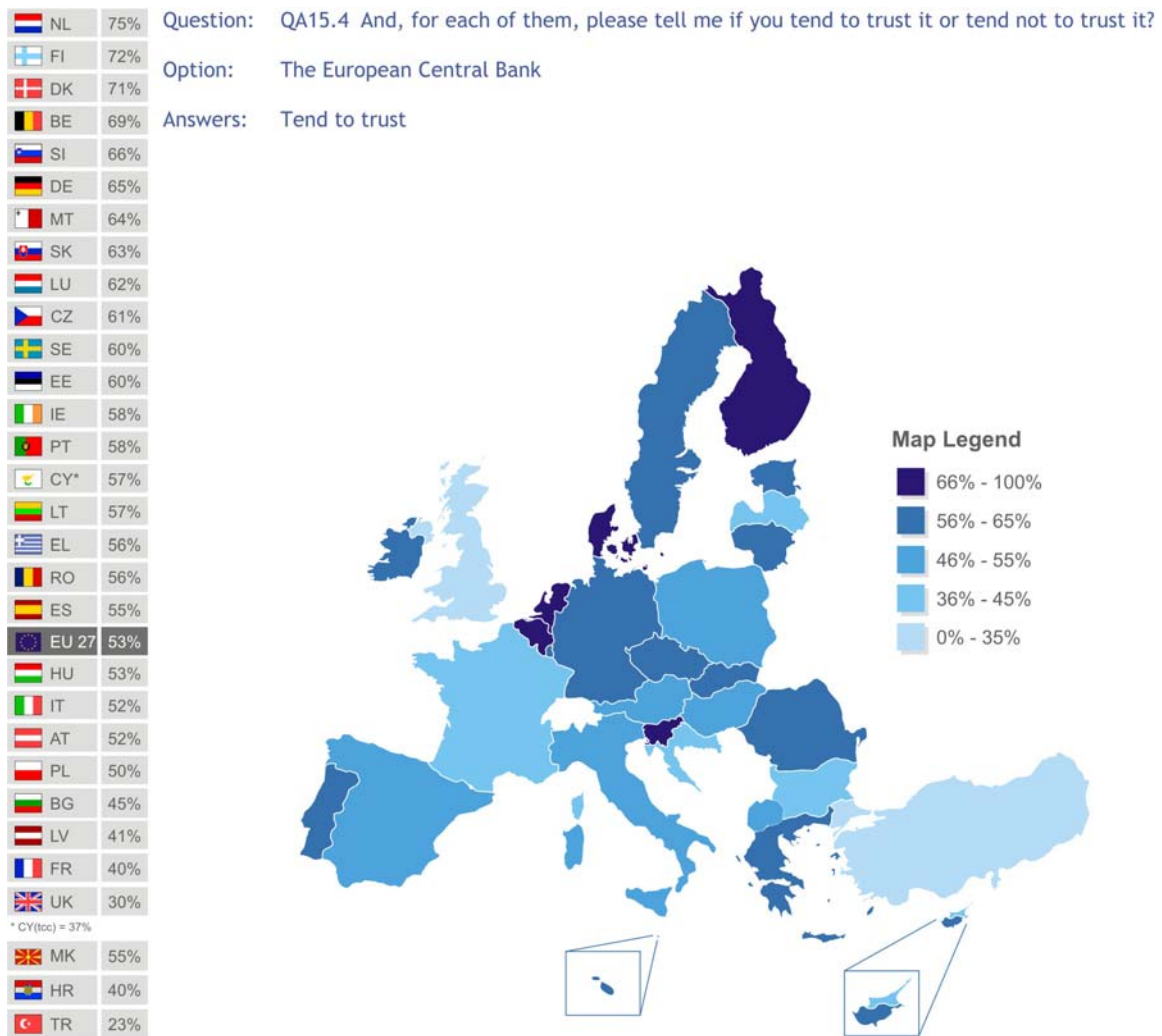 NL 75%
FI 72%
DK 71%
BE 69%
SI 66%
DE 65%
MT 64%
SK 63%
LU 62%
CZ 61%
SE 60%
EE 60%
IE 58%
PT 58%
CY* 57%
LT 57%
EL 56%
RO 56%
ES 55%
EU 27 53%
HU 53%
IT 52%
AT 52%
PL 50%
BG 45%
LV 41%
FR 40%
UK 30%
* CY(tcc) = 37%
MK 55%
HR 40%
TR 23%
Question: QA15.4 And, for each of them, please tell me if you tend to trust it or tend not to trust it?
Option: The European Central Bank
Answers: Tend to trust
Map Legend
66% - 100%
56% - 65%
46% - 55%
36% - 45%
0% - 35%